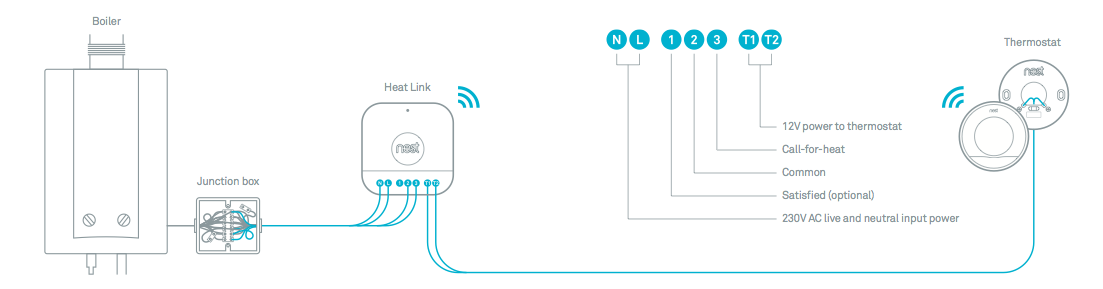 Boiler
N L 1 2 3 T1 T2
Thermostat
nest
nest
Heat Link
nest
12V power to thermostat
Call-for-heat
Common
Satisfied (optional)
230V AC live and neutral input power
Junction box
N L 1 2 3 T1 T2